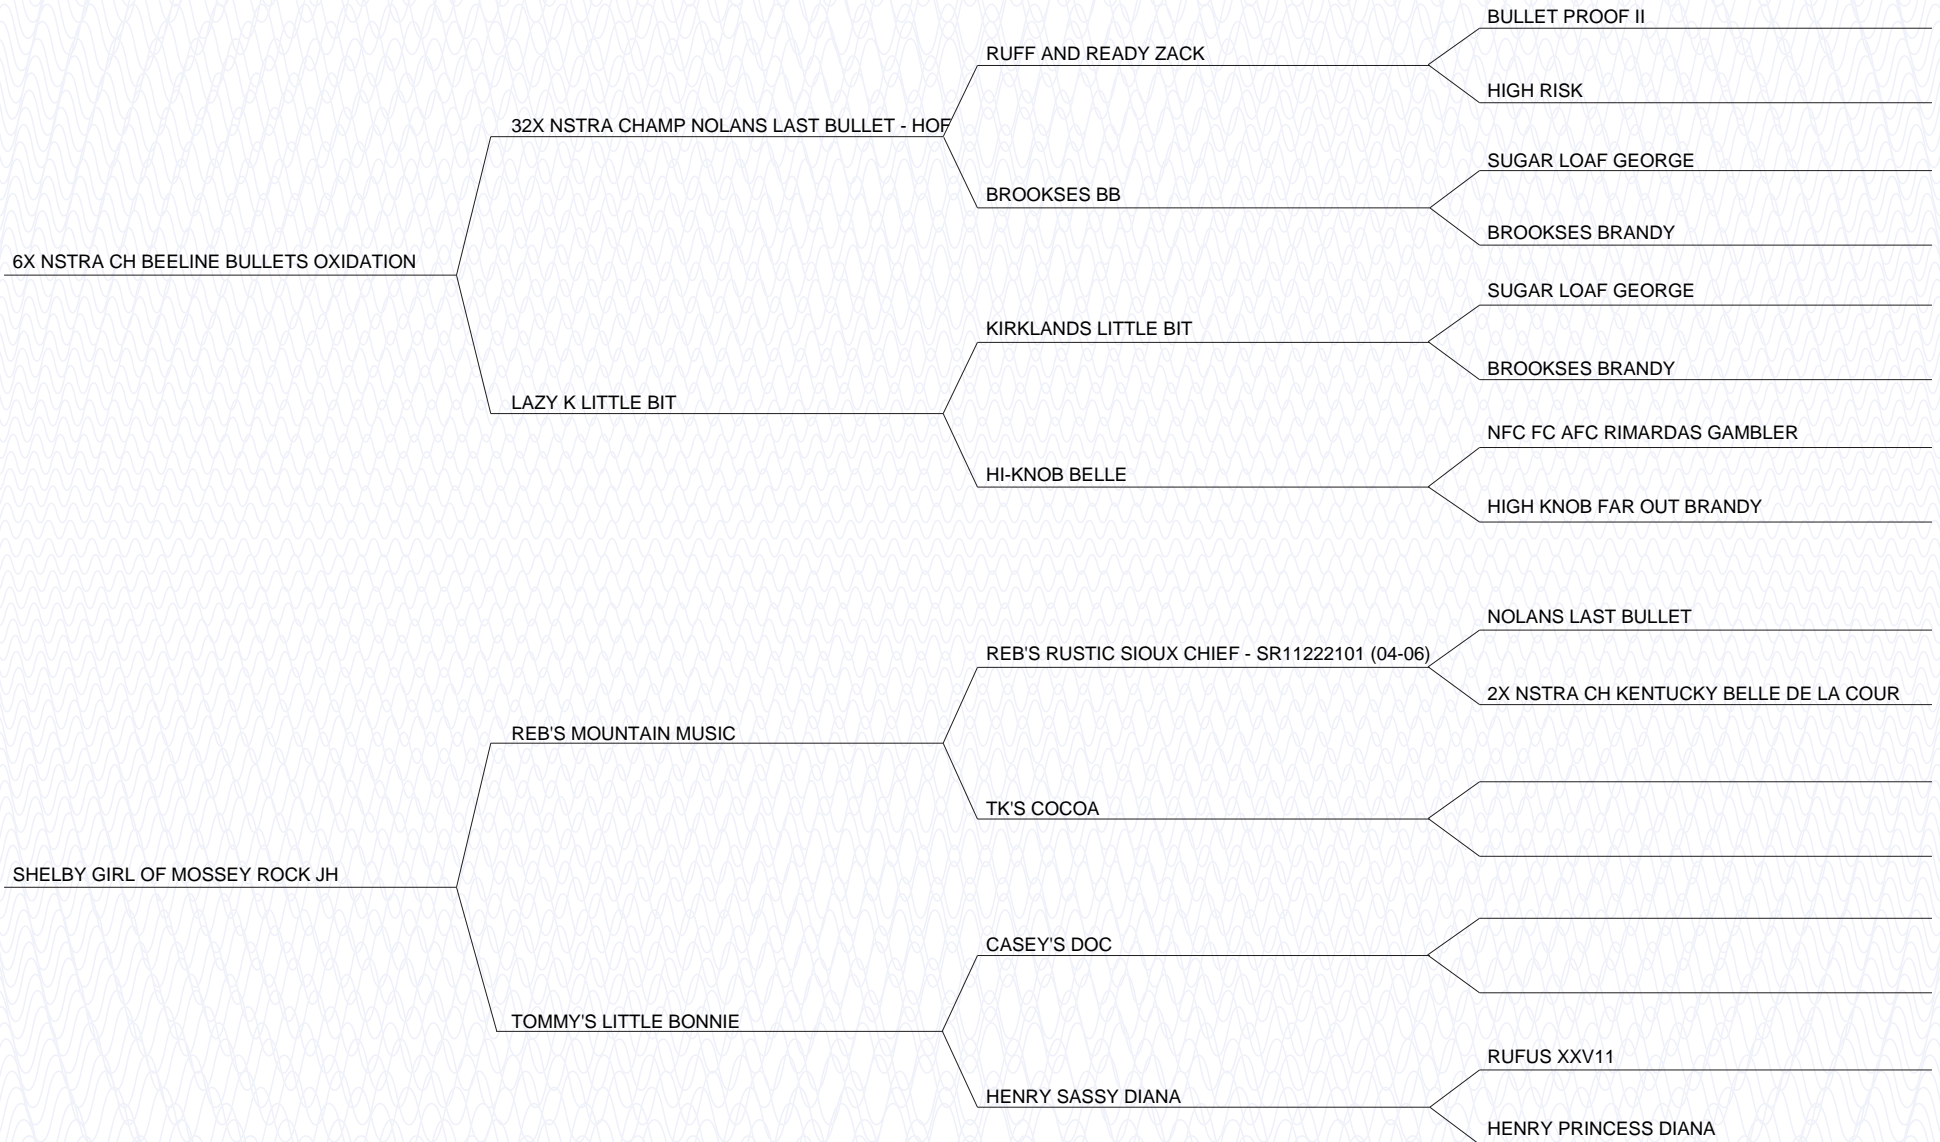 BULLET PROOF II
RUFF AND READY ZACK
HIGH RISK
32X NSTRA CHAMP NOLANS LAST BULLET - HOF
SUGAR LOAF GEORGE
BROOKSES BB
BROOKSES BRANDY
6X NSTRA CH BEELINE BULLETS OXIDATION
SUGAR LOAF GEORGE
KIRKLANDS LITTLE BIT
BROOKSES BRANDY
LAZY K LITTLE BIT
NFC FC AFC RIMARDAS GAMBLER
HI-KNOB BELLE
HIGH KNOB FAR OUT BRANDY
NOLANS LAST BULLET
REB'S RUSTIC SIOUX CHIEF - SR11222101 (04-06)
2X NSTRA CH KENTUCKY BELLE DE LA COUR
REB'S MOUNTAIN MUSIC
TK'S COCOA
SHELBY GIRL OF MOSSEY ROCK JH
CASEY'S DOC
TOMMY'S LITTLE BONNIE
RUFUS XXV11
HENRY SASSY DIANA
HENRY PRINCESS DIANA